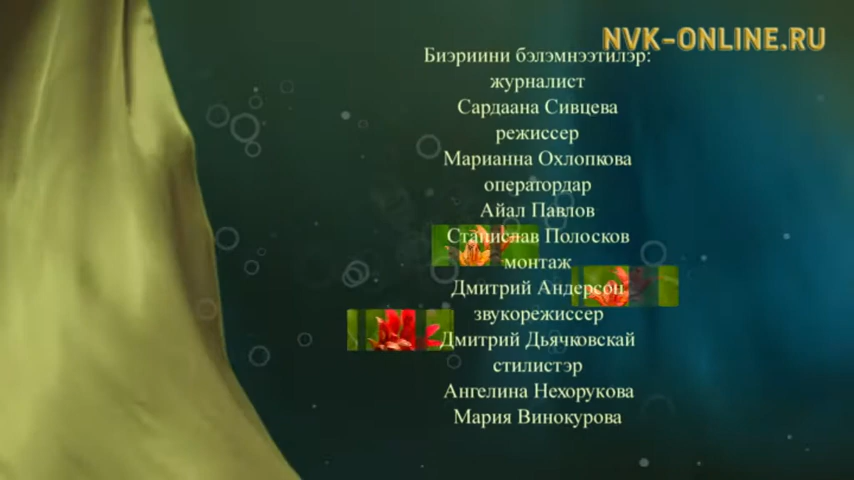 NVK-ONLINE.RU
Биэриини бэлэмнээтилэр:
журналист
Сардаана Сивцева
режиссер
Марианна Охлопкова
оператордар
Айал Павлов
Станислав Полосков
монтаж
Дмитрий Андерсон
звукорежиссер
Дмитрий Дьячковскай
стилистэр
Ангелина Нехорукова
Мария Винокурова